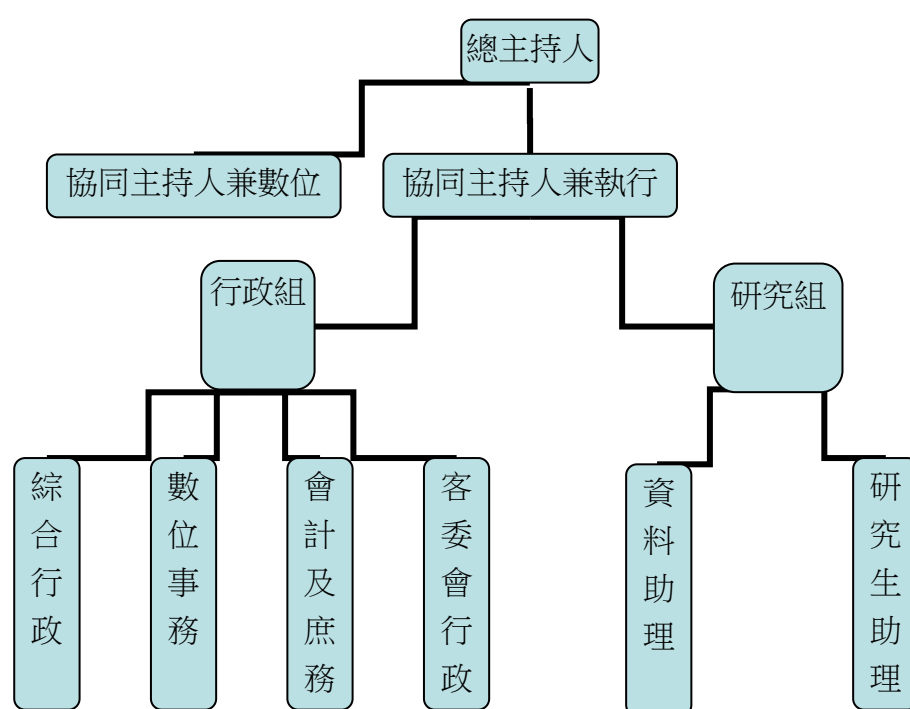 總主持人
協同主持人兼數位
協同主持人兼執行
行政組
研究組
綜合行政
數位事務
會計及庶務
客委會行政
資料助理
研究生助理